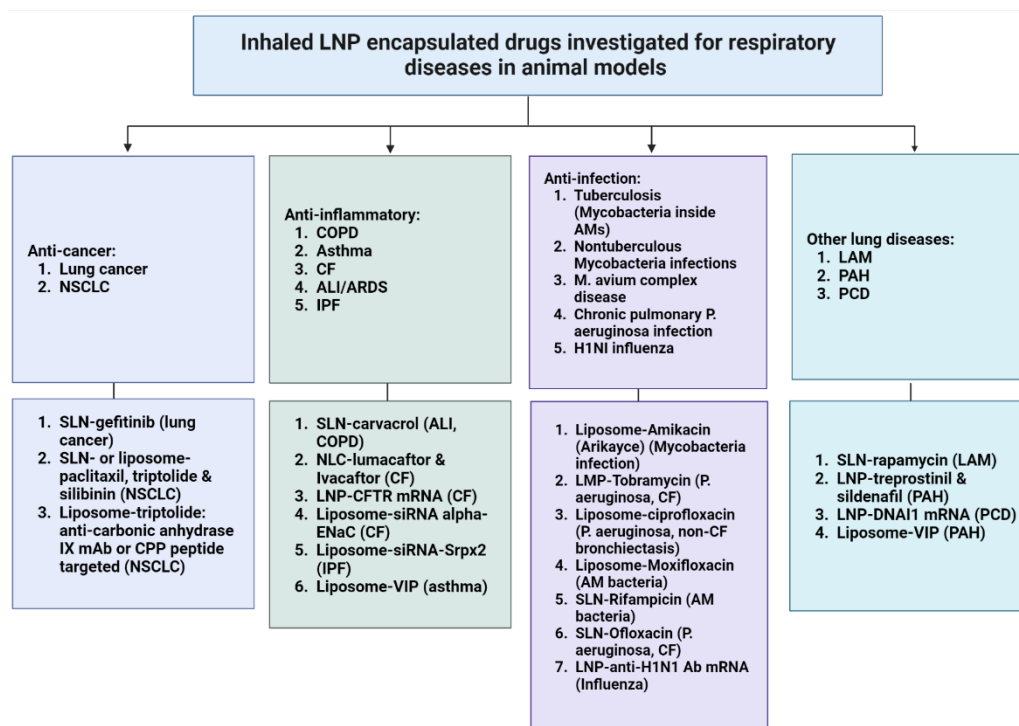 Inhaled LNP encapsulated drugs investigated for respiratory
diseases in animal models
Anti-cancer:
1. Lung cancer
2. NSCLC
Anti-inflammatory:
1. COPD
2. Asthma
3. CF
4. ALI/ARDS
5. IPF
Anti-infection:
1. Tuberculosis
(Mycobacteria inside
AMs)
2. Nontuberculous
Mycobacteria infections
3. M. avium complex
disease
4. Chronic pulmonary P.
aeruginosa infection
5. H1NI influenza
Other lung diseases:
1. LAM
2. PAH
3. PCD
1. SLN-gefitinib (lung
cancer)
2. SLN- or liposome-
paclitaxil, triptolide &
silibinin (NSCLC)
3. Liposome-triptolide:
anti-carbonic anhydrase
IX mAb or CPP peptide
targeted (NSCLC)
1. SLN-carvacrol (ALI,
COPD)
2. NLC-lumacaftor &
Ivacaftor (CF)
3. LNP-CFTR mRNA (CF)
4. Liposome-siRNA alpha-
ENaC (CF)
5. Liposome-siRNA-Srpx2
(IPF)
6. Liposome-VIP (asthma)
1. Liposome-Amikacin
(Arikayce) (Mycobacteria
infection)
2. LMP-Tobramycin (P.
aeruginosa, CF)
3. Liposome-ciprofloxacin
(P. aeruginosa, non-CF
bronchiectasis)
4. Liposome-Moxifloxacin
(AM bacteria)
5. SLN-Rifampicin (AM
bacteria)
6. SLN-Ofloxacin (P.
aeruginosa, CF)
7. LNP-anti-H1N1 Ab mRNA
(Influenza)
1. SLN-rapamycin (LAM)
2. LNP-treprostinil &
sildenafil (PAH)
3. LNP-DNAI1 mRNA (PCD)
4. Liposome-VIP (PAH)